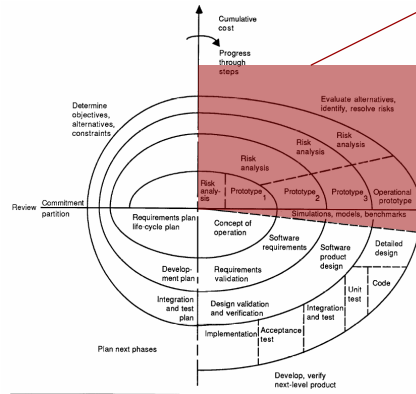 Cumulative
cost
Progress
through
steps
Determine
objectives,
alternatives,
constraints
Evaluate alternatives,
identify, resolve risks
Risk
analysis
Risk
analysis
Risk
analysis
Risk
analy-
sis
Prototype
1
Prototype
2
Prototype
3
Operational
prototype
Review
Commitment
partition
Simulations, models, benchmarks
Requirements plan
life-cycle plan
Concept of
operation
Software
requirements
Software
product
design
Detailed
design
Develop-
ment plan
Requirements
validation
Integration
and test
plan
Design validation
and verification
Unit
test
Code
Integration
and test
Acceptance
test
Implementation
Plan next phases
Develop, verify
next-level product